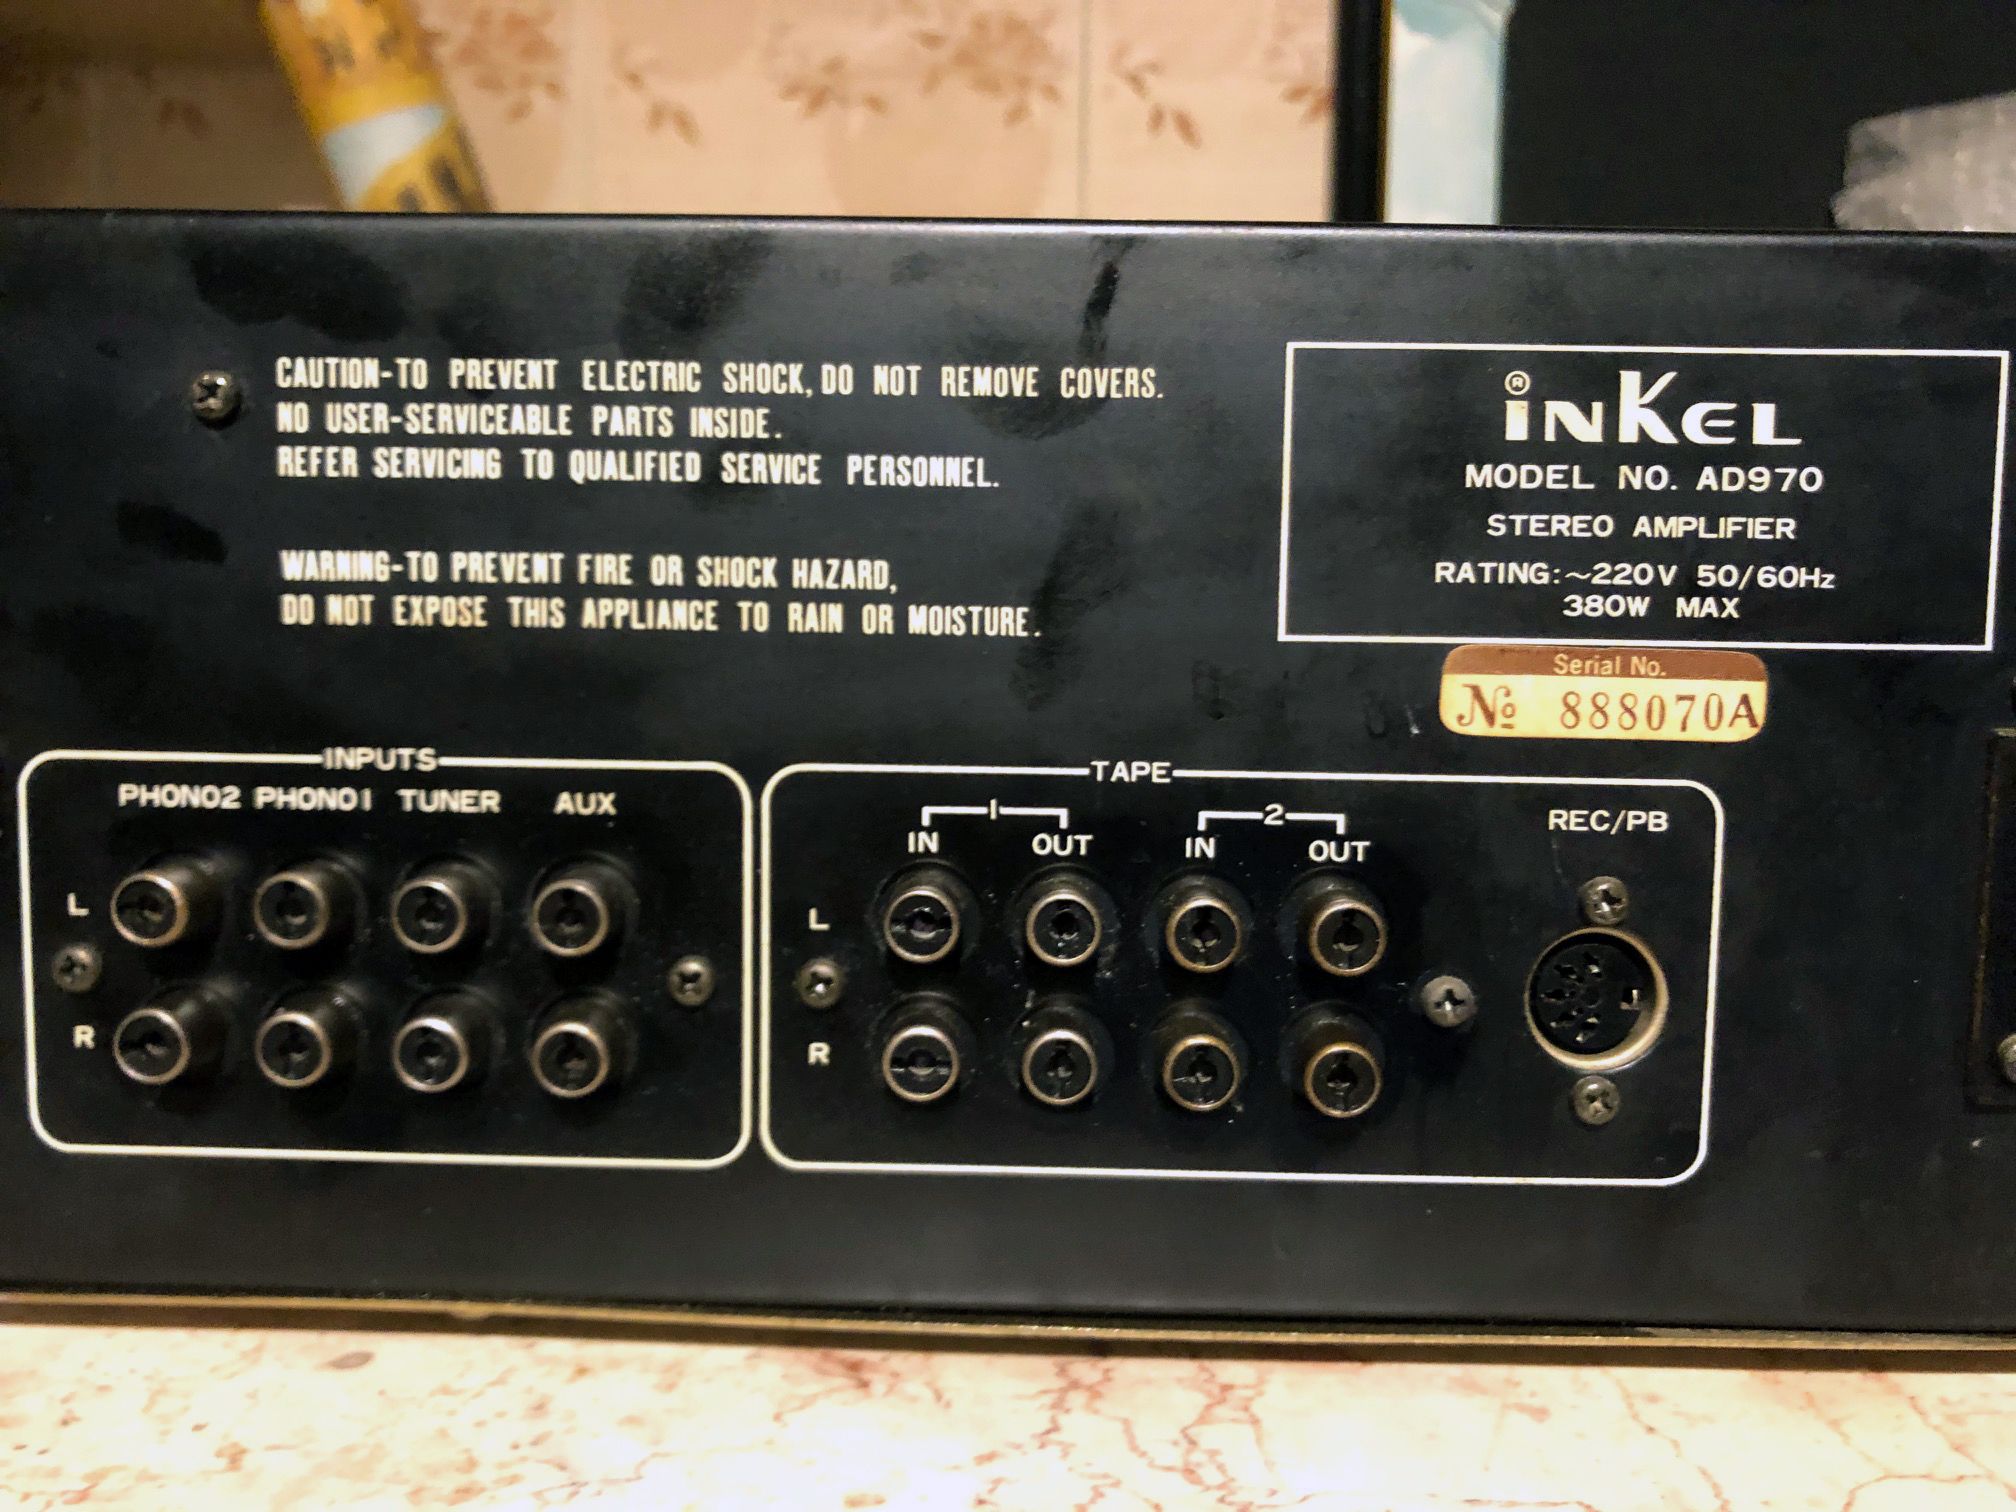 CAUTION-TO PREVENT ELECTRIC SHOCK, DO NOT REMOVE COVERS.
NO USER-SERVICEABLE PARTS INSIDE.
REFER SERVICING TO QUALIFIED SERVICE PERSONNEL.
WARNING-TO PREVENT FIRE OR SHOCK HAZARD,
DO NOT EXPOSE THIS APPLIANCE TO RAIN OR MOISTURE.
® inKEL
MODEL NO. AD970
STEREO AMPLIFIER
RATING:~220V 50/60Hz
380W MAX
Serial No.
№ 888070A
INPUTS
PHONO2 PHONO1 TUNER AUX
L
R
TAPE
1 2
IN OUT IN OUT REC/PB
L
R